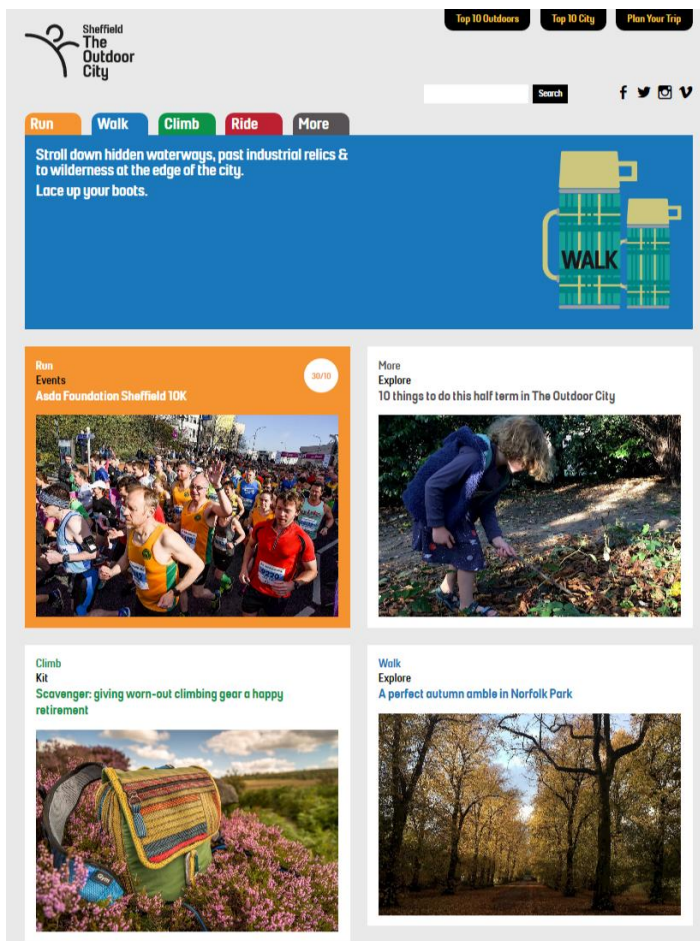 Top 10 Outdoors
Top 10 City
Plan Your Trip
Sheffield
The
Outdoor
City
Search
Run
Walk
Climb
Ride
More
Stroll down hidden waterways, past industrial relics &
to wilderness at the edge of the city.
Lace up your boots.
WALK
Run
Events
Asda Foundation Sheffield 10K
30/10
More
Explore
10 things to do this half term in The Outdoor City
Climb
Kit
Scavenger: giving worn-out climbing gear a happy
retirement
Walk
Explore
A perfect autumn amble in Norfolk Park